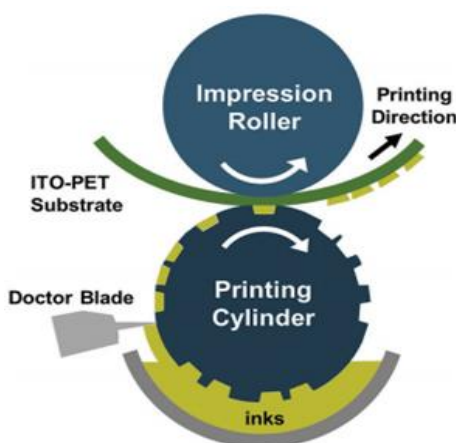 Impression
Roller
Printing
Direction
ITO-PET
Substrate
Doctor Blade
Printing
Cylinder
inks